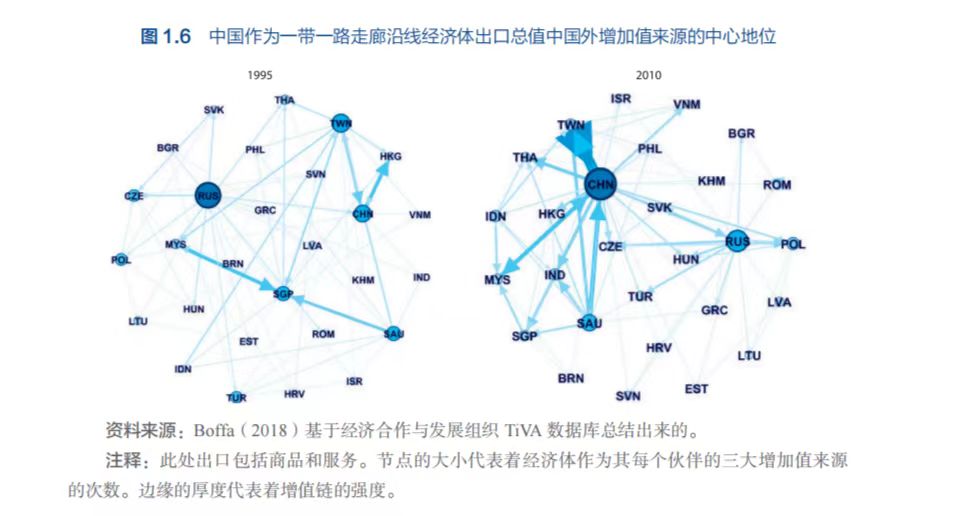 图 1.6 中国作为一带一路走廊沿线经济体出口总值中国外增加值来源的中心地位
1995
THA
SVK
TWN
BGR
PHL
HKG
SVN
CZE
RUS
GRC
CHN
VNM
MYS
LVA
POL
BRN
KHM
IND
SGP
HUN
LTU
EST
ROM
SAU
IDN
ISR
TUR
HRV
2010
ISR
VNM
TWN
BGR
THA
PHL
CHN
KHM
ROM
IDN
HKG
SVK
CZE
RUS
POL
HUN
MYS
IND
TUR
LVA
GRC
SGP
SAU
HRV
LTU
BRN
SVN
EST
资料来源：Boffa（2018）基于经济合作与发展组织 TiVA 数据库总结出来的。
注释：此处出口包括商品和服务。节点的大小代表着经济体作为其每个伙伴的三大增加值来源
的次数。边缘的厚度代表着增值链的强度。